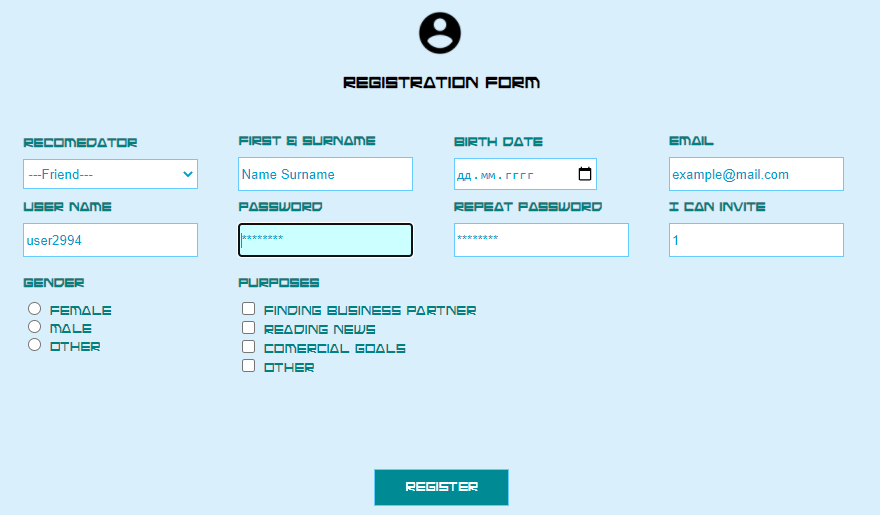 REGISTRATION FORM
RECOMEDATOR
FIRST & SURNAME
BIRTH DATE
EMAIL
---Friend---
Name Surname
дд.мм.гггг
example@mail.com
USER NAME
PASSWORD
REPEAT PASSWORD
I CAN INVITE
user2994
********
********
1
GENDER
PURPOSES
FEMALE
MALE
OTHER
FINDING BUSINESS PARTNER
READING NEWS
COMERCIAL GOALS
OTHER
REGISTER